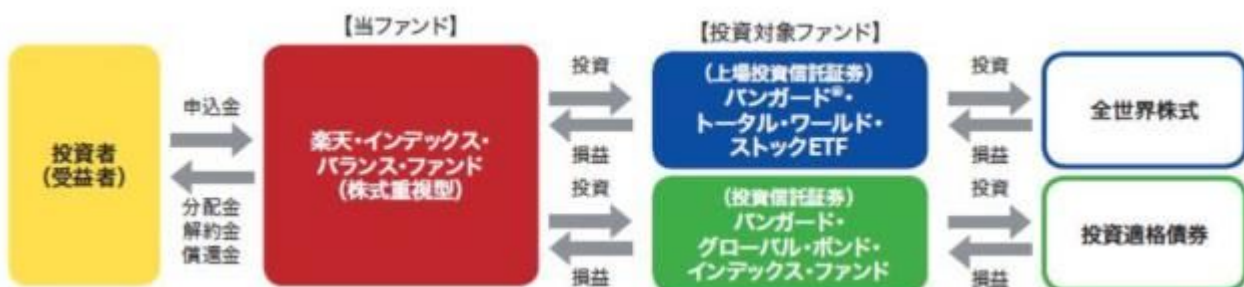 【当ファンド】
【投資対象ファンド】
投資者
(受益者)
申込金
分配金
解約金
償還金
楽天・インデックス・
バランス・ファンド
(株式重視型)
投資
損益
投資
損益
(上場投資信託証券)
バンガード®・
トータル・ワールド・
ストックETF
(投資信託証券)
バンガード・
グローバル・ボンド・
インデックス・ファンド
投資
損益
投資
損益
全世界株式
投資適格債券